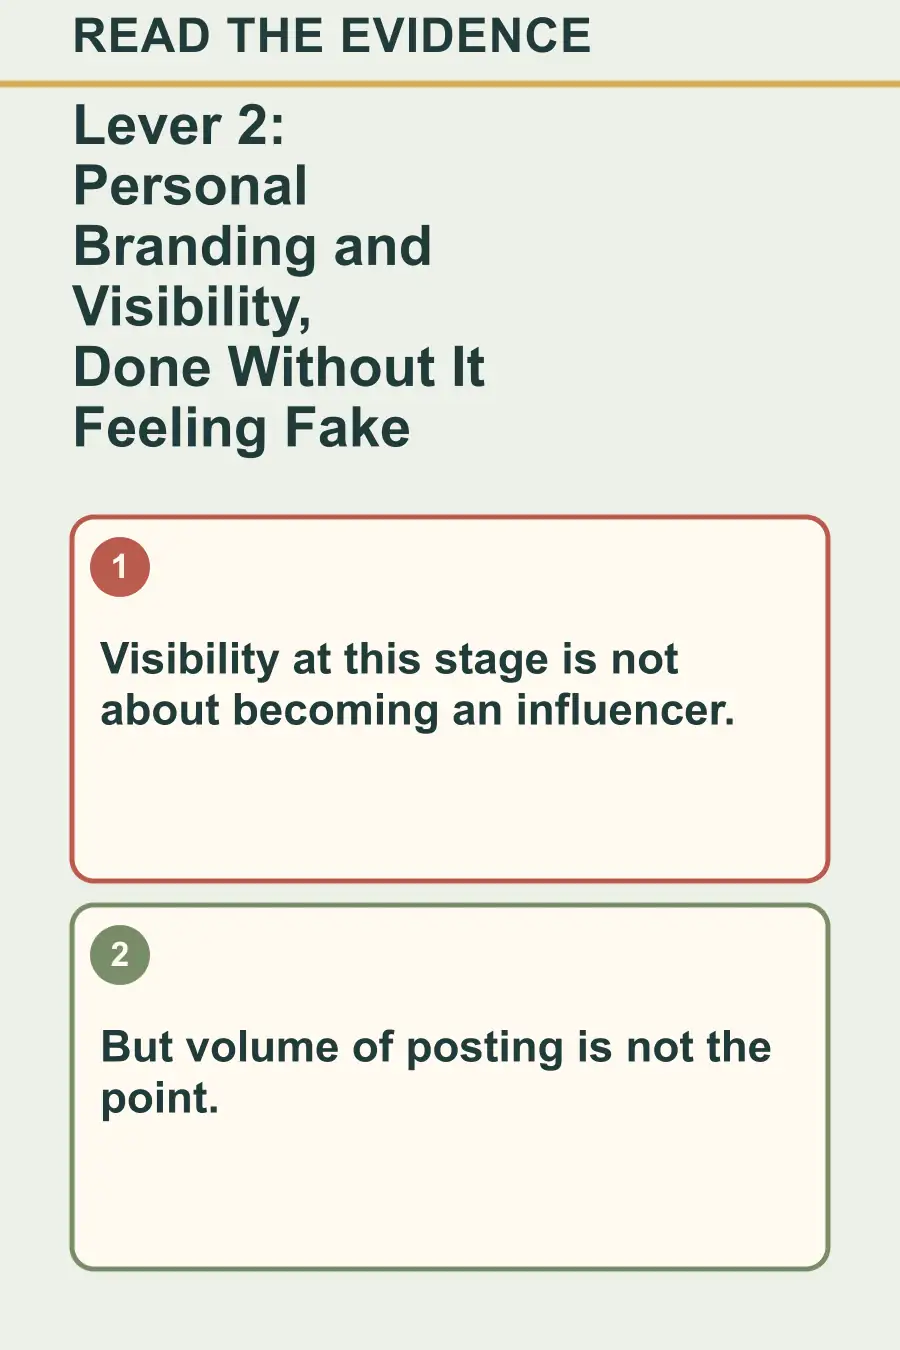 READ THE EVIDENCE
Lever 2:
Personal
Branding and
Visibility,
Done Without It
Feeling Fake
1
Visibility at this stage is not
about becoming an influencer.
2
But volume of posting is not the
point.